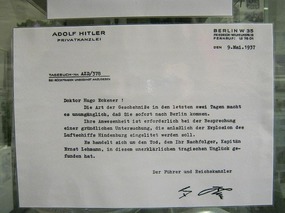 ADOLF HITLER
PRIVATKANZLEI
BERLIN W 35
DEN 9.Mai.1937
TAGEBUCH-Nr
Doktor Hugo Eckener !
Die Art der Geschehniße in den letzten zwei Tagen macht
es unumgänglich, daß Sie sofort nach Berlin kommen.
Ihre Anwesenheit ist erforderlich bei der Besprechung
einer gründlichen Untersuchung, die anläßlich der Explosion des
Luftschiffs Hindenburg eingeleitet werden soll.
Es handelt sich um den Tod, den Ihr Nachfolger, Kapitän
Ernst Lehmann, in diesem unerklärlichen tragischen Unglück ge-
funden hat.
Der Führer und Reichskanzler